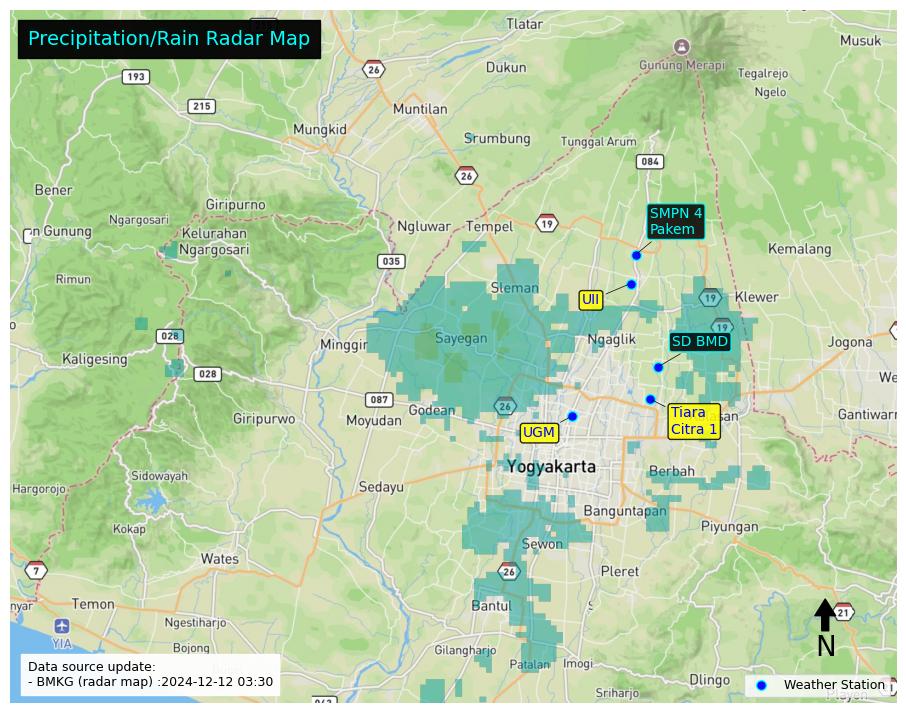 Precipitation/Rain Radar Map
Tlatar
Musuk
26
Dukun
Gunung Merapi
Tegalrejo
193
Ngelo
215
Muntilan
Mungkid
Srumbung
Tunggal Arum
084
26
Bener
Giripurno
SMPN 4
Pakem
Ngargosari
Ngluwar
Tempel
19
Gunung
Kelurahan
Ngargosari
Kemalang
035
Rimun
Sleman
UII
19
Klewer
028
Minggir
Sayegan
Ngaglik
19
SD BMD
Jogona
Kaligesing
028
087
Godean
26
Tiara
Citra 1
Gantiwarn
Giripurwo
Moyudan
UGM
Yogyakarta
Berbah
Sidowayah
Hargorojo
Sedayu
Banguntapan
Kokap
Piyungan
Wates
Sewon
7
26
Pleret
Temon
Bantul
21
Ngestiharjo
YIA
N
Bojong
Gilangharjo
Patalan
Imogi
Data source update:
- BMKG (radar map) :2024-12-12 03:30
Dlingo
Weather Station
Sriharjo